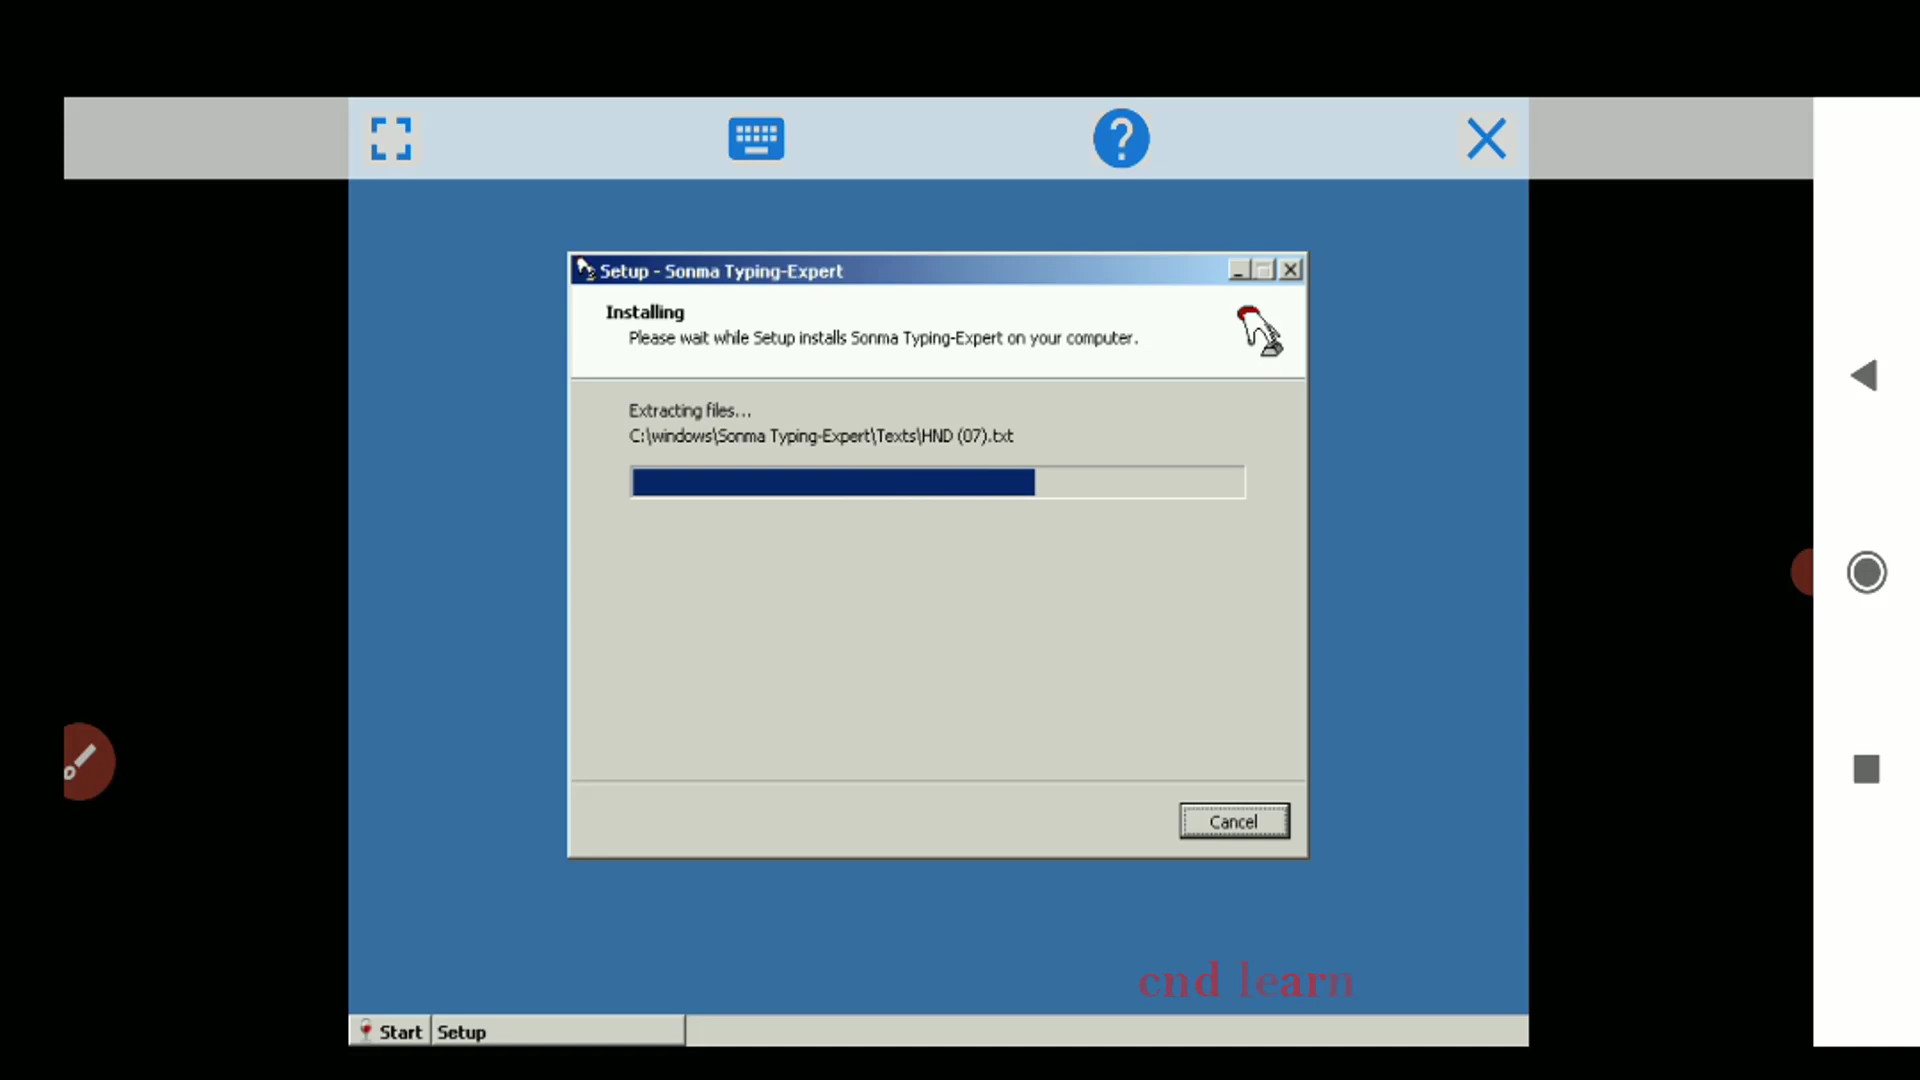 Setup - Sonma Typing-Expert
Installing
Please wait while Setup installs Sonma Typing-Expert on your computer.
Extracting files...
C:\windows\Sonma Typing-Expert\Texts\HND (07).txt
Cancel
cnd learn
Start
Setup